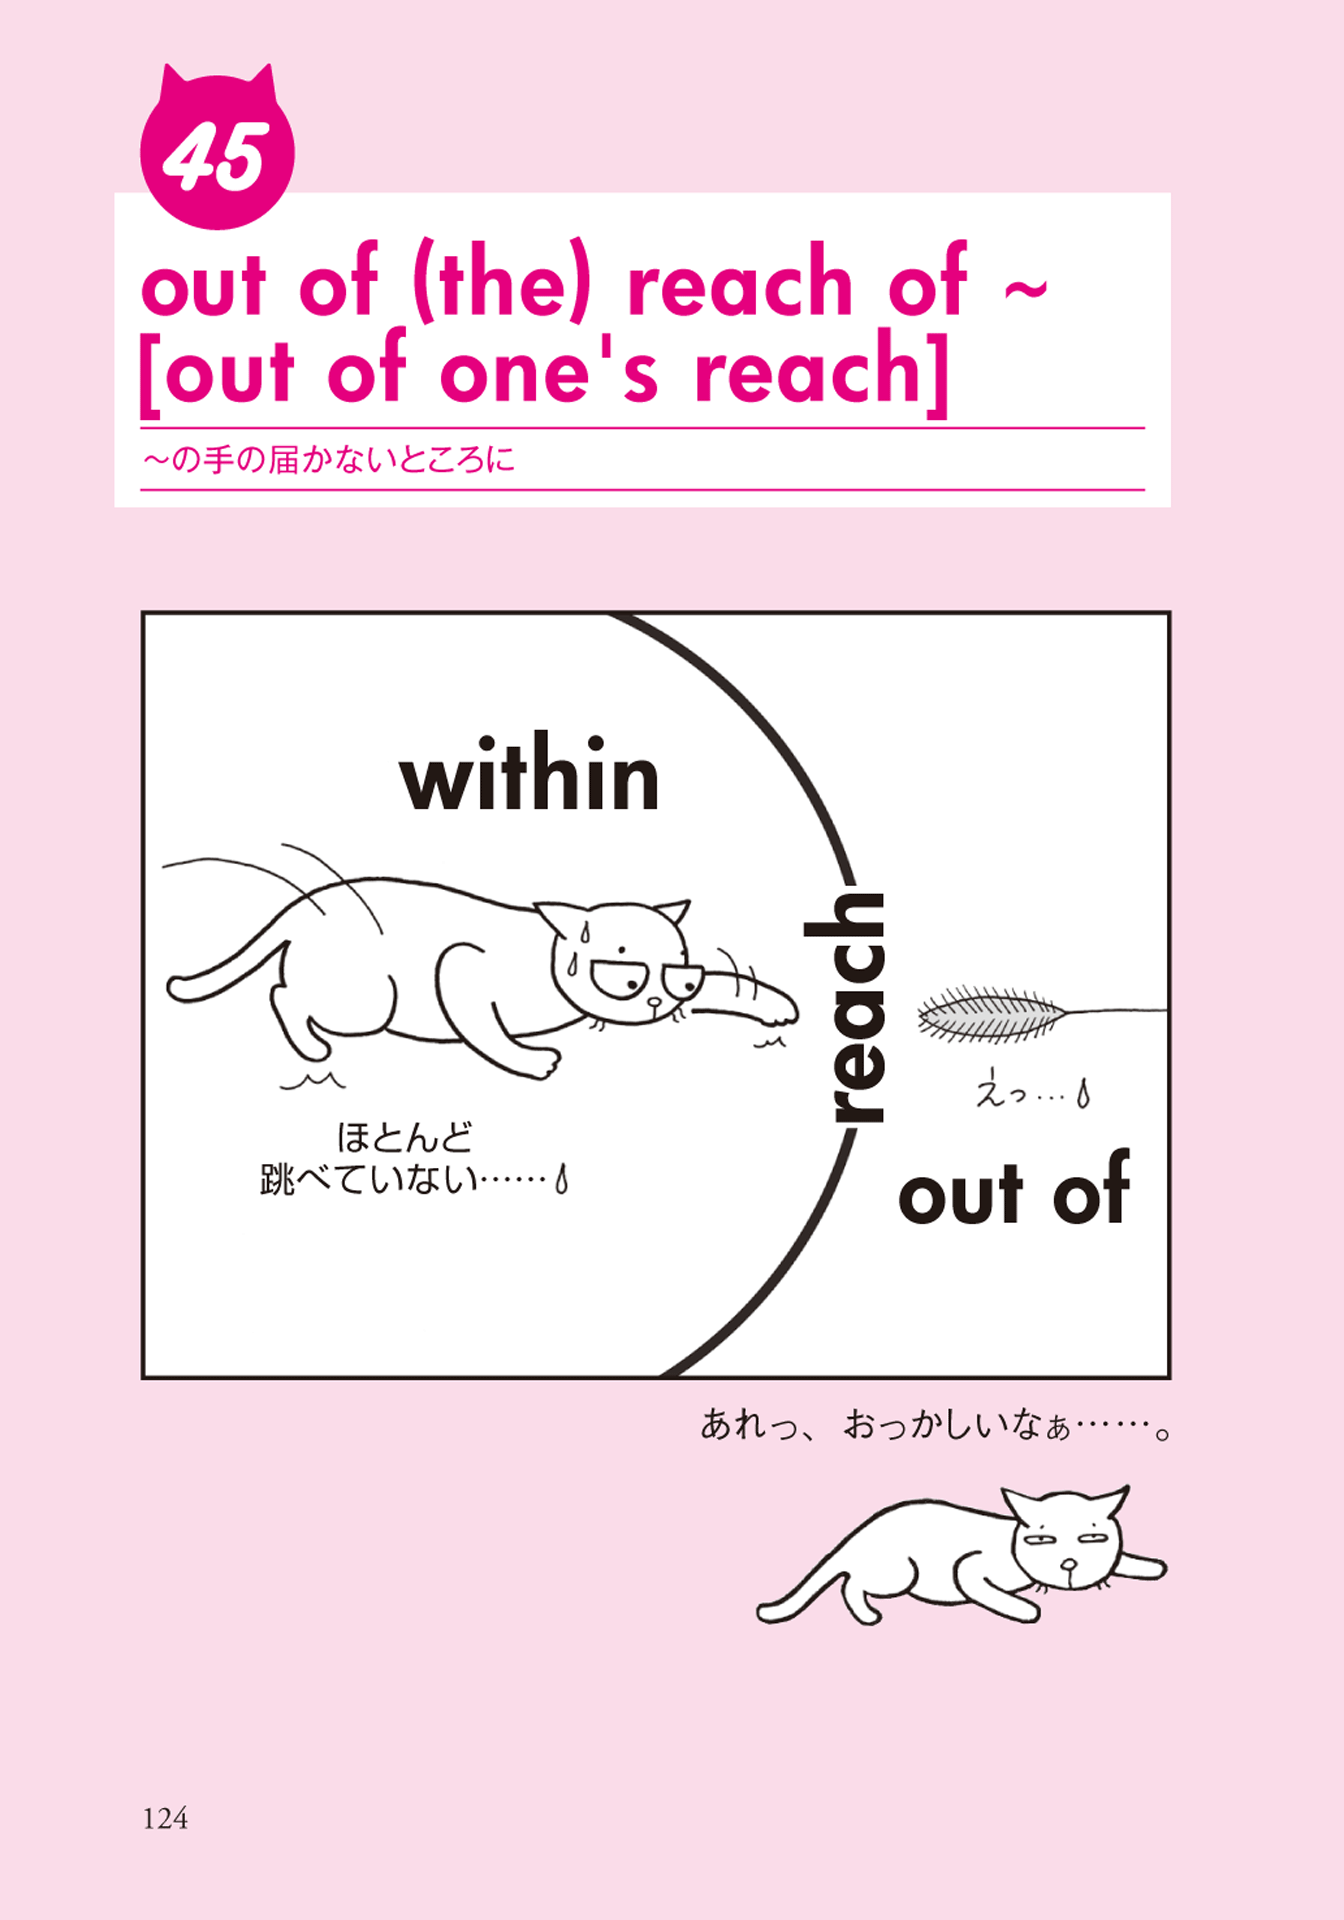 45
out of (the) reach of ~
[out of one's reach]
～の手の届かないところに
within
reach
えっ…
ほとんど
跳べていない……
out of
あれっ、おっかしいなぁ……。
124